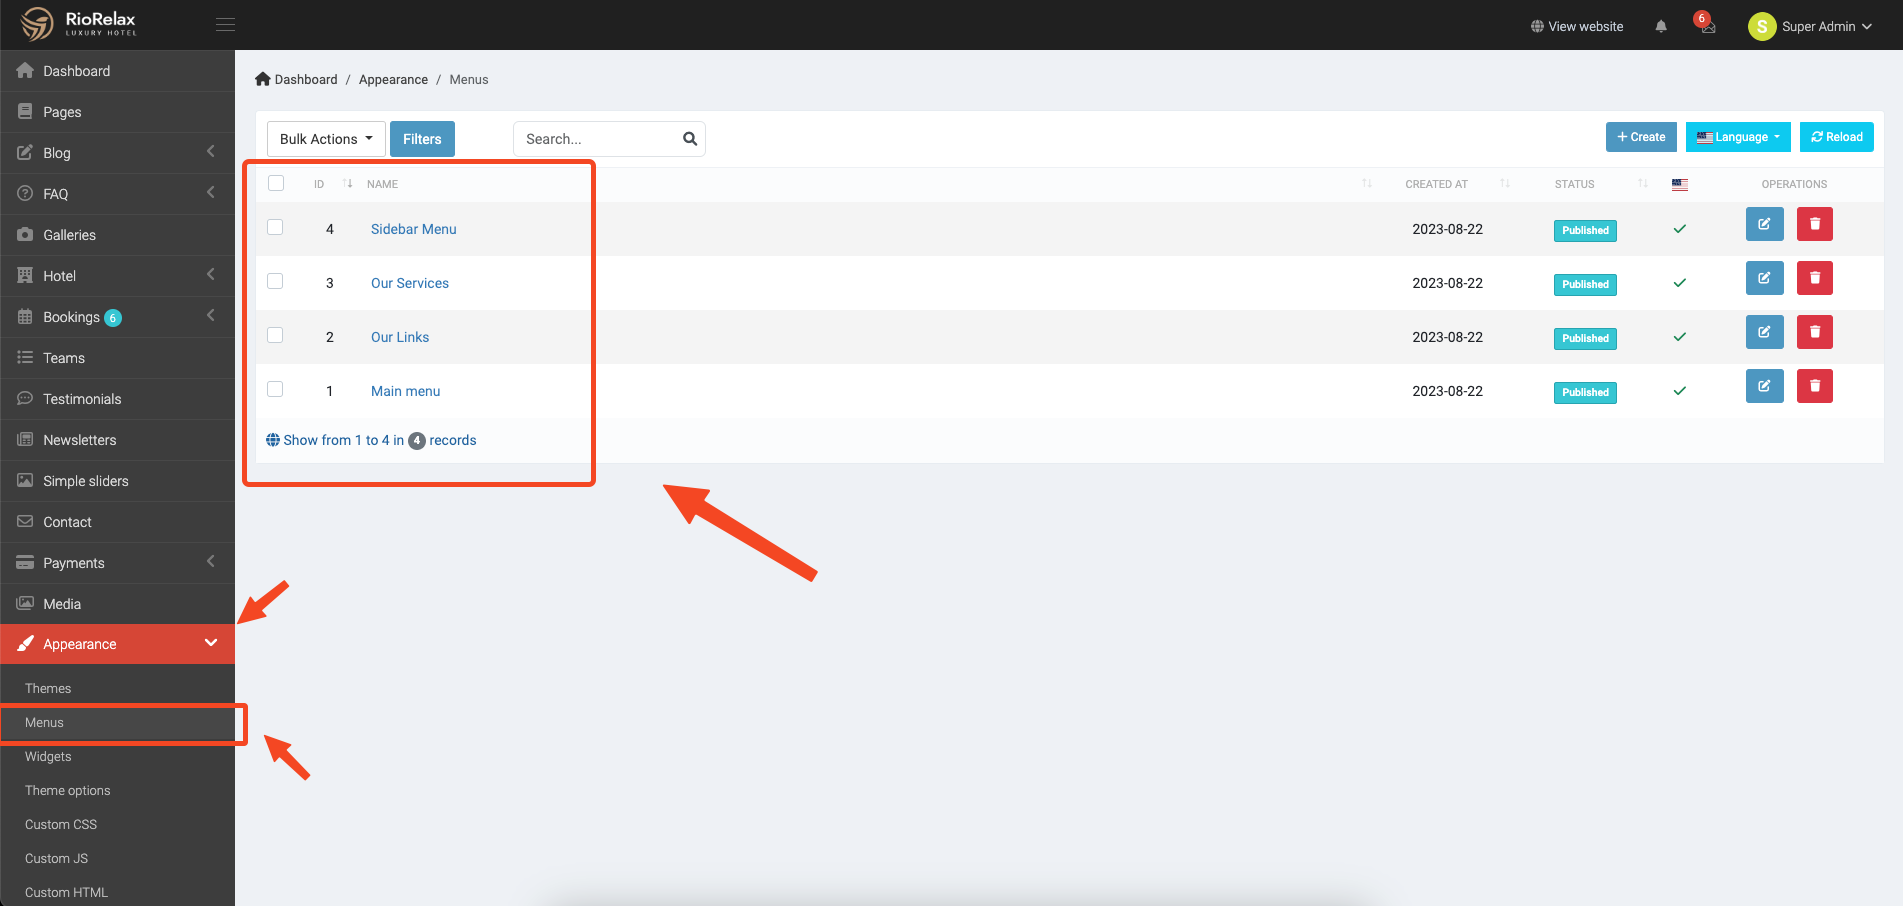 RioRelax
LUXURY HOTEL
View website
6
S
Super Admin
Dashboard
Pages
Blog
FAQ
Galleries
Hotel
Bookings 6
Teams
Testimonials
Newsletters
Simple sliders
Contact
Payments
Media
Appearance
Themes
Menus
Widgets
Theme options
Custom CSS
Custom JS
Custom HTML
Dashboard / Appearance / Menus
Bulk Actions
Filters
Search...
Create
Language
Reload
ID NAME CREATED AT STATUS OPERATIONS
4 Sidebar Menu 2023-08-22 Published
3 Our Services 2023-08-22 Published
2 Our Links 2023-08-22 Published
1 Main menu 2023-08-22 Published
Show from 1 to 4 in 4 records